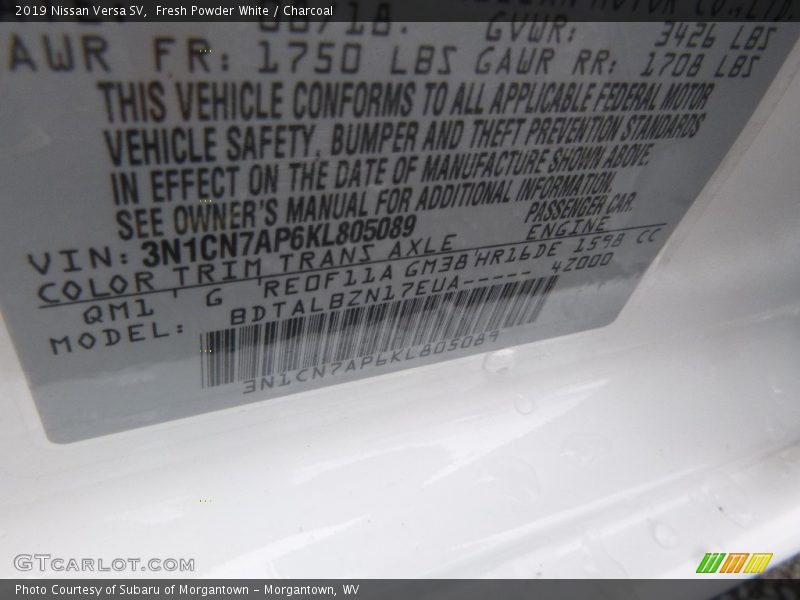 2019 Nissan Versa SV, Fresh Powder White / Charcoal
GVWR: 3426 LBS
AWR FR: 1750 LBS GAWR RR: 1708 LBS
THIS VEHICLE CONFORMS TO ALL APPLICABLE FEDERAL MOTOR
VEHICLE SAFETY, BUMPER AND THEFT PREVENTION STANDARDS
IN EFFECT ON THE DATE OF MANUFACTURE SHOWN ABOVE.
SEE OWNER'S MANUAL FOR ADDITIONAL INFORMATION.
VIN: 3N1CN7AP6KL805089 PASSENGER CAR.
COLOR TRIM TRANS AXLE ENGINE
QM1 ' G RE0F11A GM38'HR16DE 1598 CC
MODEL: BDTALBZN17EUA----- 4Z000
3N1CN7AP6KL805089
GTCARLOT.COM
Photo Courtesy of Subaru of Morgantown - Morgantown, WV